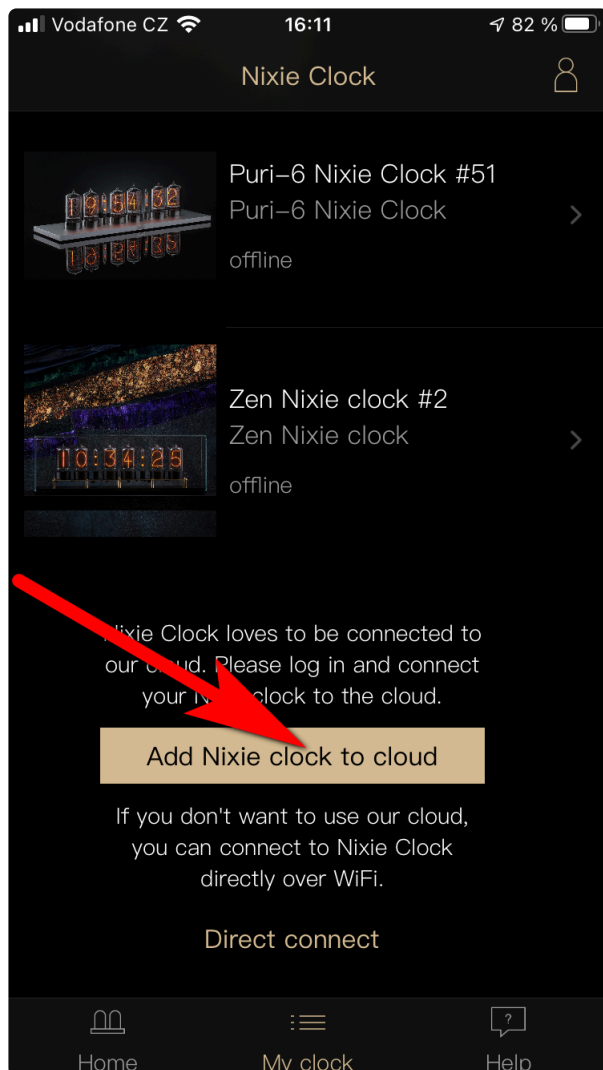 Vodafone CZ 16:11 82 %
Nixie Clock
Puri-6 Nixie Clock #51
Puri-6 Nixie Clock
offline
19:54:32
Zen Nixie clock #2
Zen Nixie clock
offline
10:34:25
Nixie Clock loves to be connected to
our cloud. Please log in and connect
your Nixie clock to the cloud.
Add Nixie clock to cloud
If you don't want to use our cloud,
you can connect to Nixie Clock
directly over WiFi.
Direct connect
?
Home My clock Help